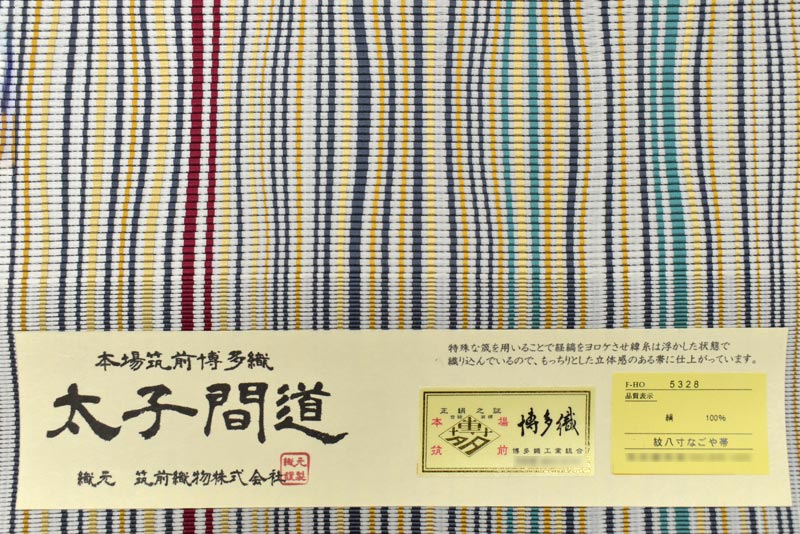 本場筑前博多織
太子間道
織元 筑前織物株式会社
織元
謹製
特殊な筬を用いることで経縞をヨロケさせ緯糸は浮かした状態で
織り込んでいるので、もっちりとした立体感のある帯に仕上がっています。
正絹之証
本場
筑前
博多織
博多織工業組合
F-HO 5328
品質表示
絹 100%
紋八寸なごや帯